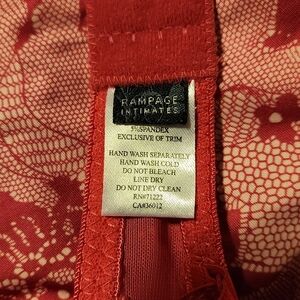 RAMPAGE
INTIMATES
5%SPANDEX
EXCLUSIVE OF TRIM
HAND WASH SEPARATELY
HAND WASH COLD
DO NOT BLEACH
LINE DRY
DO NOT DRY CLEAN
RN#71222
CA#36012